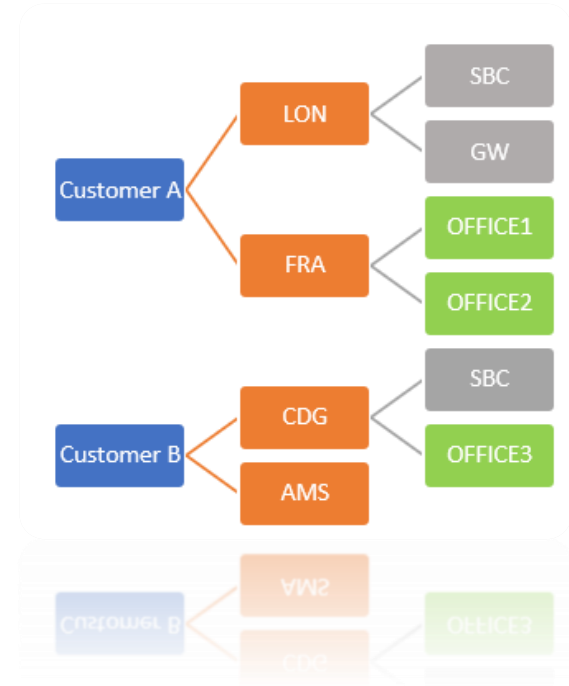 Customer A
LON
SBC
GW
FRA
OFFICE1
OFFICE2
Customer B
CDG
SBC
OFFICE3
AMS